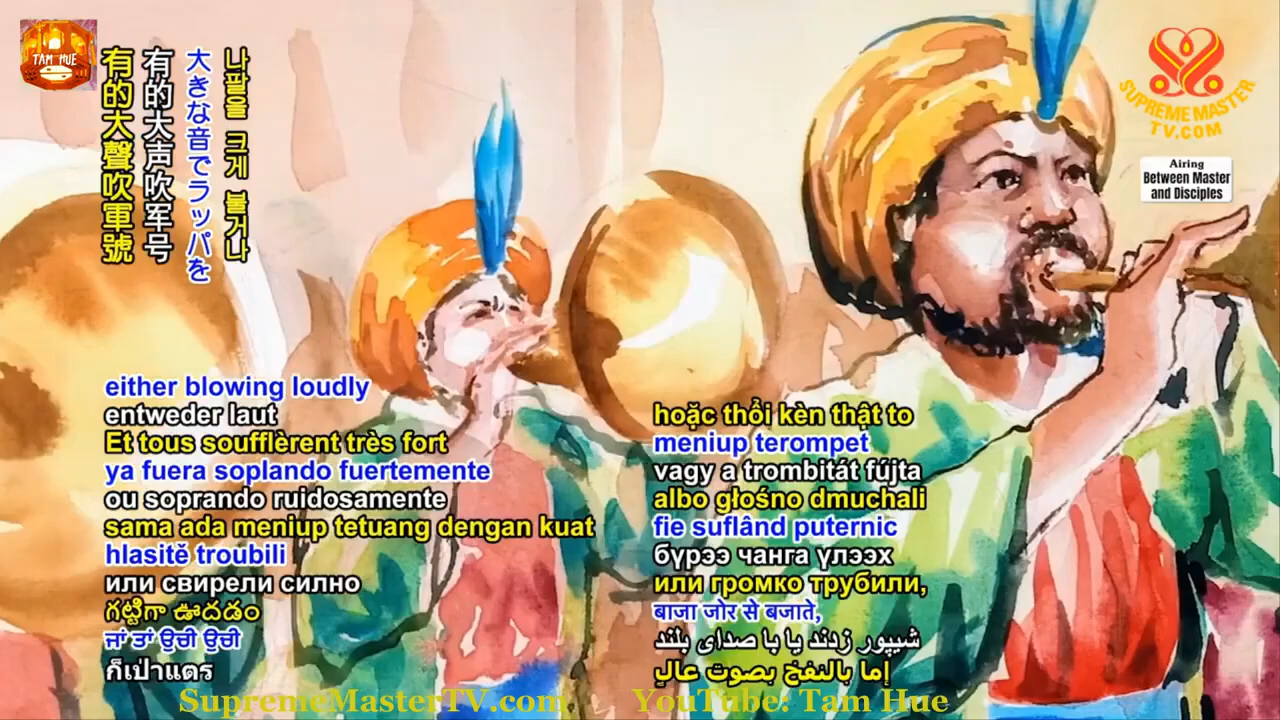 TAM HUE
有的大聲吹軍號
有的大声吹军号
大きな音でラッパを
나팔을 크게 불거나
SUPREME MASTER
TV.COM
Airing
Between Master
and Disciples
either blowing loudly
entweder laut
Et tous soufflèrent très fort
ya fuera soplando fuertemente
ou soprando ruidosamente
sama ada meniup tetuang dengan kuat
hlasitě troubili
или свирели силно
గట్టిగా ఊదడం
ਜਾਂ ਤਾਂ ਉਚੀ ਉਚੀ
ก็เป่าแตร
hoặc thổi kèn thật to
meniup terompet
vagy a trombitát fújta
albo głośno dmuchali
fie suflând puternic
бүрээ чанга үлээх
или громко трубили,
बाजा जोर से बजाते,
شیپور زدند یا با صدای بلند
إما بالنفخ بصوت عالٍ
SupremeMasterTV.com
YouTube: Tam Hue